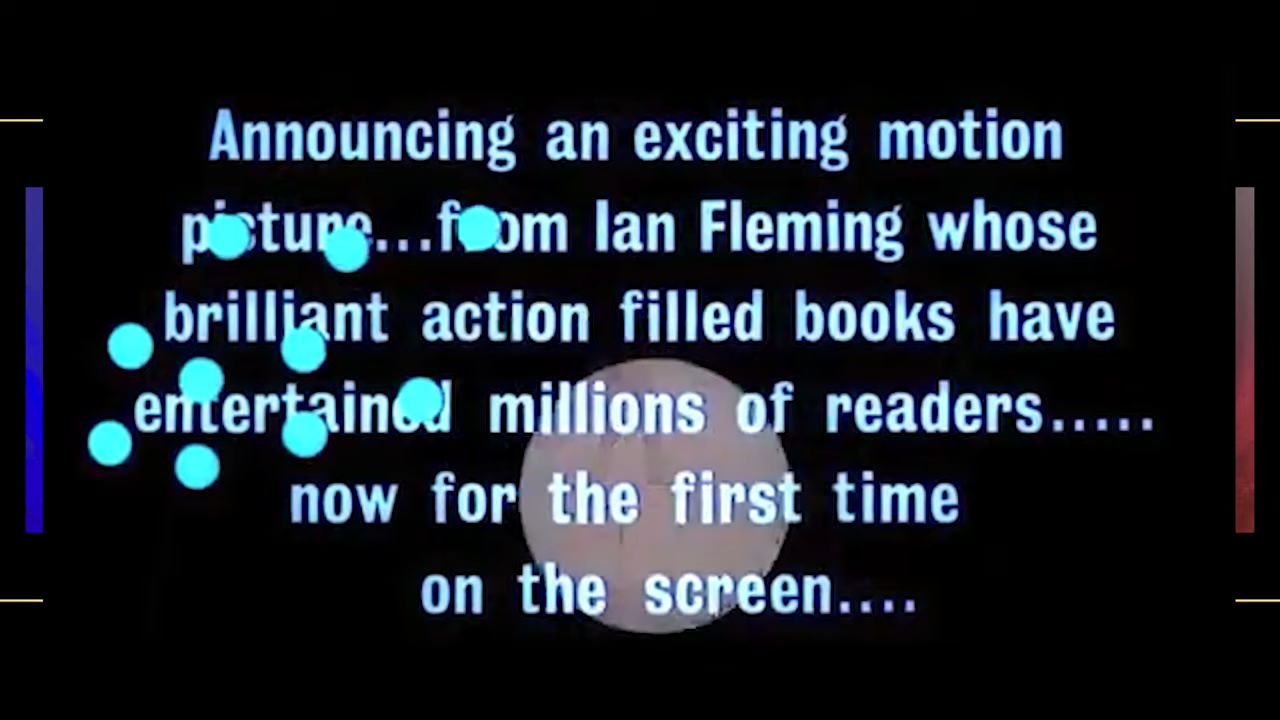 Announcing an exciting motion
picture...from Ian Fleming whose
brilliant action filled books have
entertained millions of readers.....
now for the first time
on the screen....